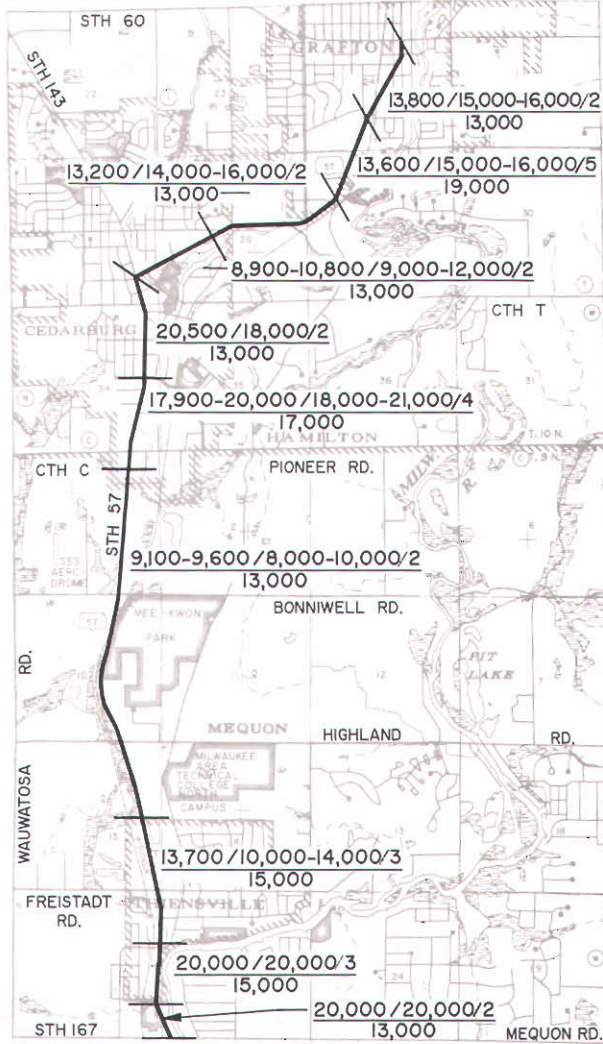 STH 60
GRAFTON
STH 143
13,800/15,000-16,000/2
13,000
13,200/14,000-16,000/2
13,000
13,600/15,000-16,000/5
19,000
8,900-10,800/9,000-12,000/2
13,000
CTH T
CEDARBURG
20,500/18,000/2
13,000
17,900-20,000/18,000-21,000/4
17,000
HAMILTON
T. 10 N.
CTH C
PIONEER RD.
MILW.
R.
STH 57
9,100-9,600/8,000-10,000/2
13,000
BONNIWELL RD.
MEE-KWON
PARK
RD.
PIT
LAKE
MEQUON
HIGHLAND RD.
MILWAUKEE
AREA
TECHNICAL
COLLEGE
NORTH
CAMPUS
WAUWATOSA
13,700/10,000-14,000/3
15,000
FREISTADT
RD.
THIENSVILLE
20,000/20,000/3
15,000
20,000/20,000/2
13,000
STH 167
MEQUON RD.